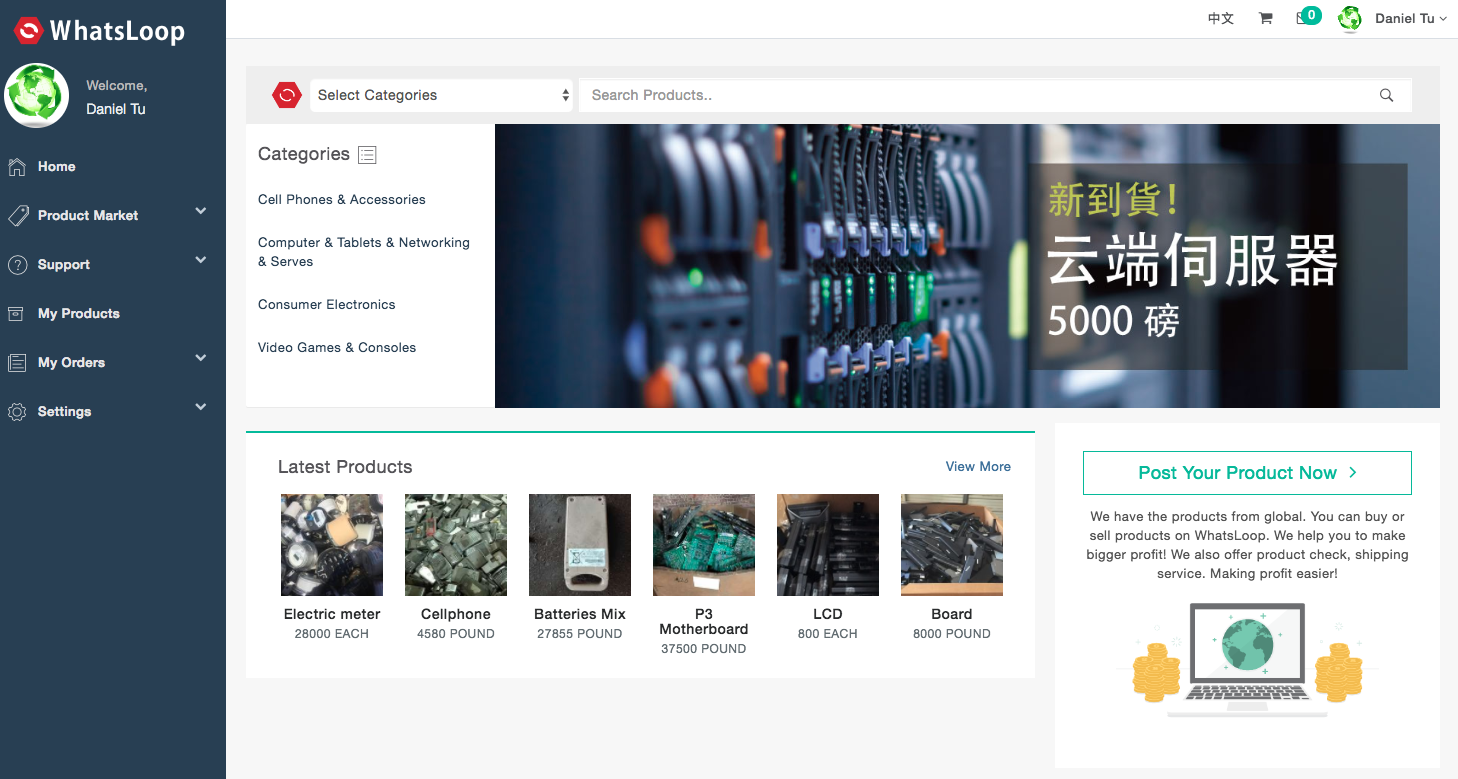 WhatsLoop
中文
0
Daniel Tu
Welcome,
Daniel Tu
Home
Product Market
Support
My Products
My Orders
Settings
Select Categories
Search Products..
Categories
Cell Phones & Accessories
Computer & Tablets & Networking
& Serves
Consumer Electronics
Video Games & Consoles
新到貨!
云端伺服器
5000 磅
Latest Products
View More
Electric meter
28000 EACH
Cellphone
4580 POUND
Batteries Mix
27855 POUND
P3
Motherboard
37500 POUND
LCD
800 EACH
Board
8000 POUND
Post Your Product Now
We have the products from global. You can buy or
sell products on WhatsLoop. We help you to make
bigger profit! We also offer product check, shipping
service. Making profit easier!